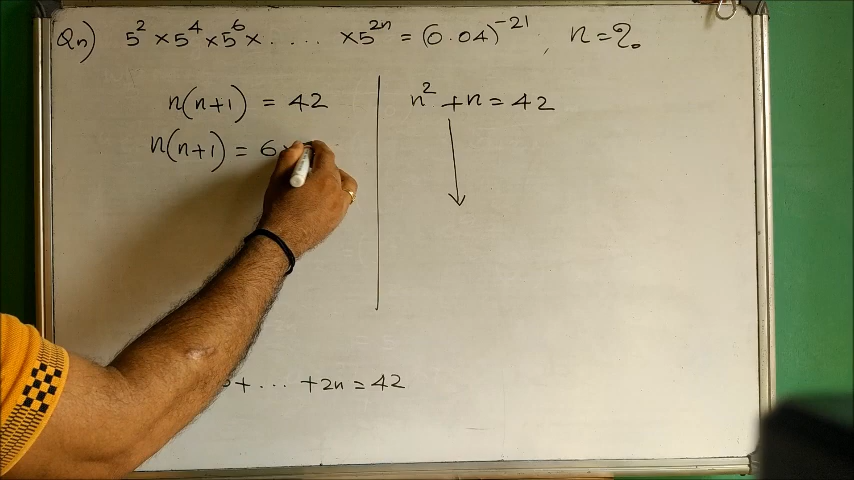 Qn) 5² × 5⁴ × 5⁶ × . . . . × 5²ⁿ = (0.04)⁻²¹ , n = ?.
n(n+1) = 42
n(n+1) = 6×
n² + n = 42
+ . . . + 2n = 42